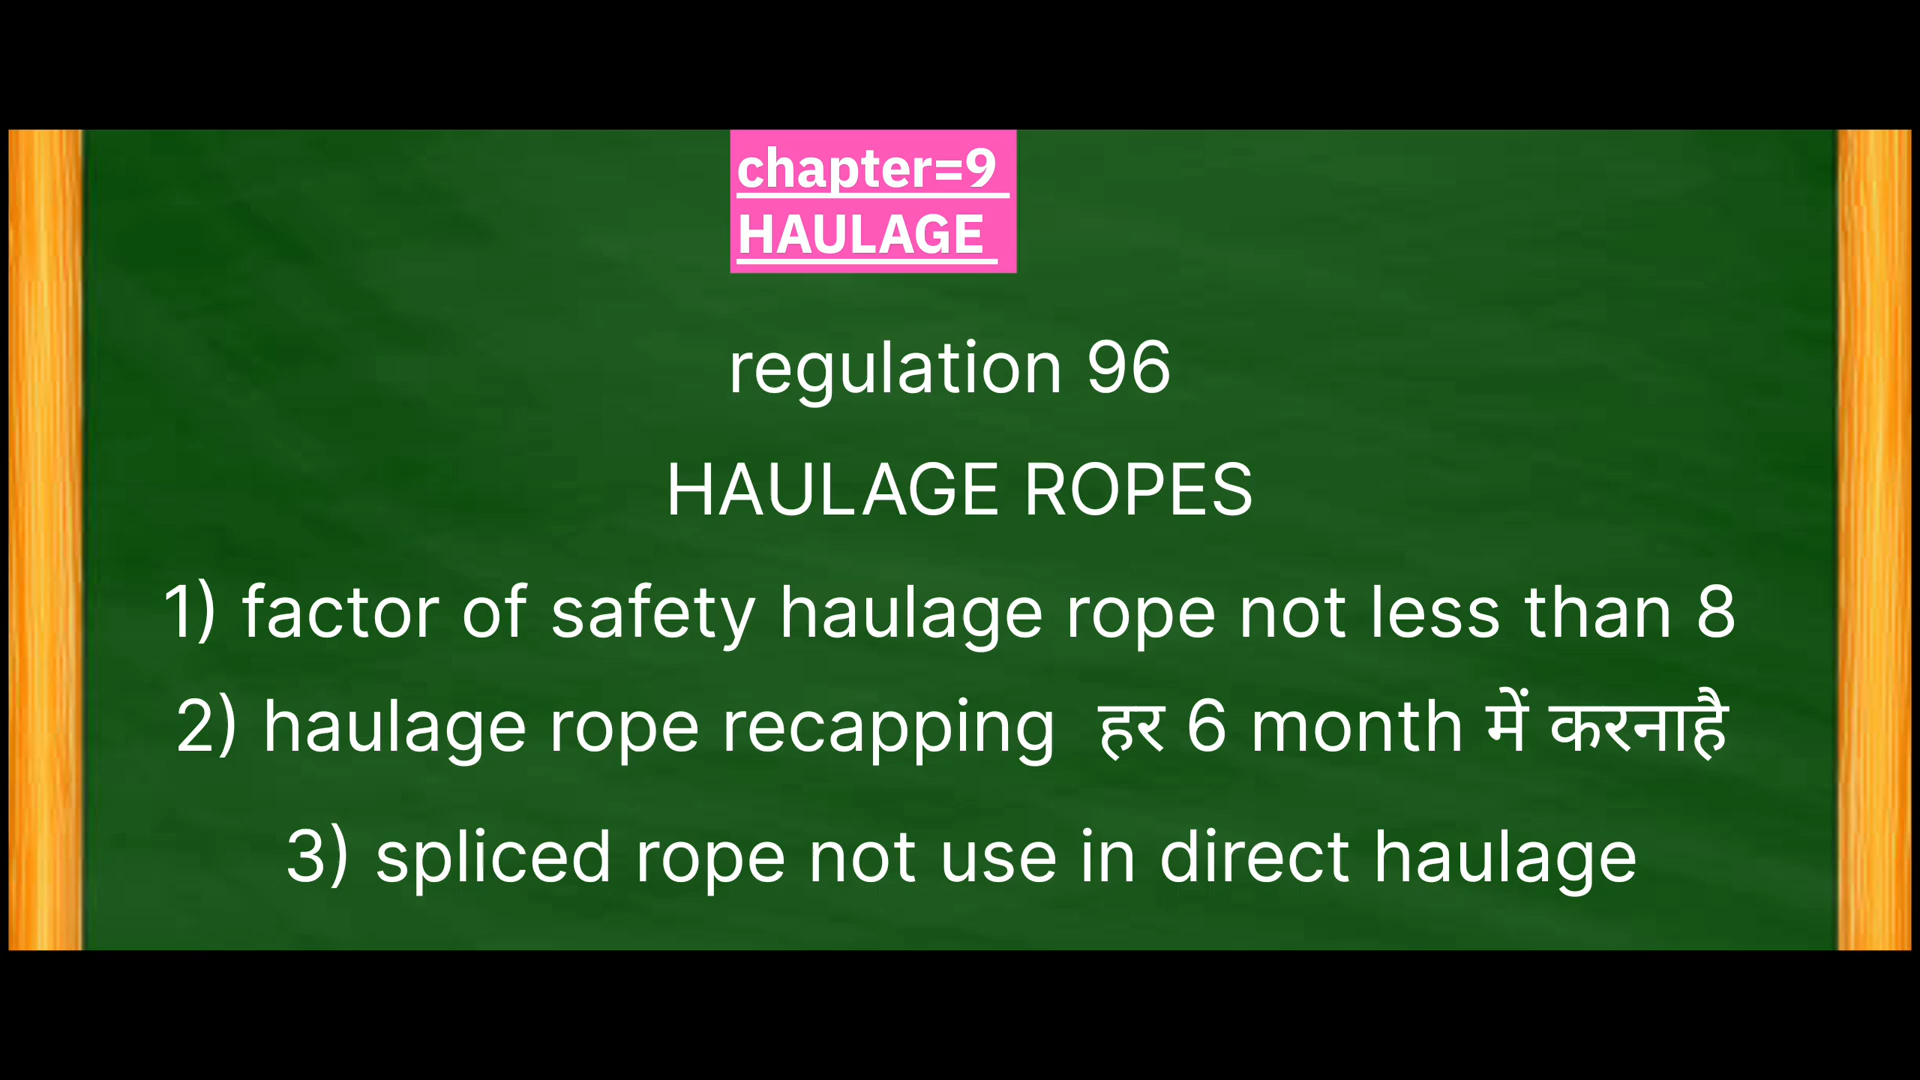 chapter=9
HAULAGE
regulation 96
HAULAGE ROPES
1) factor of safety haulage rope not less than 8
2) haulage rope recapping हर 6 month में करनाहै
3) spliced rope not use in direct haulage